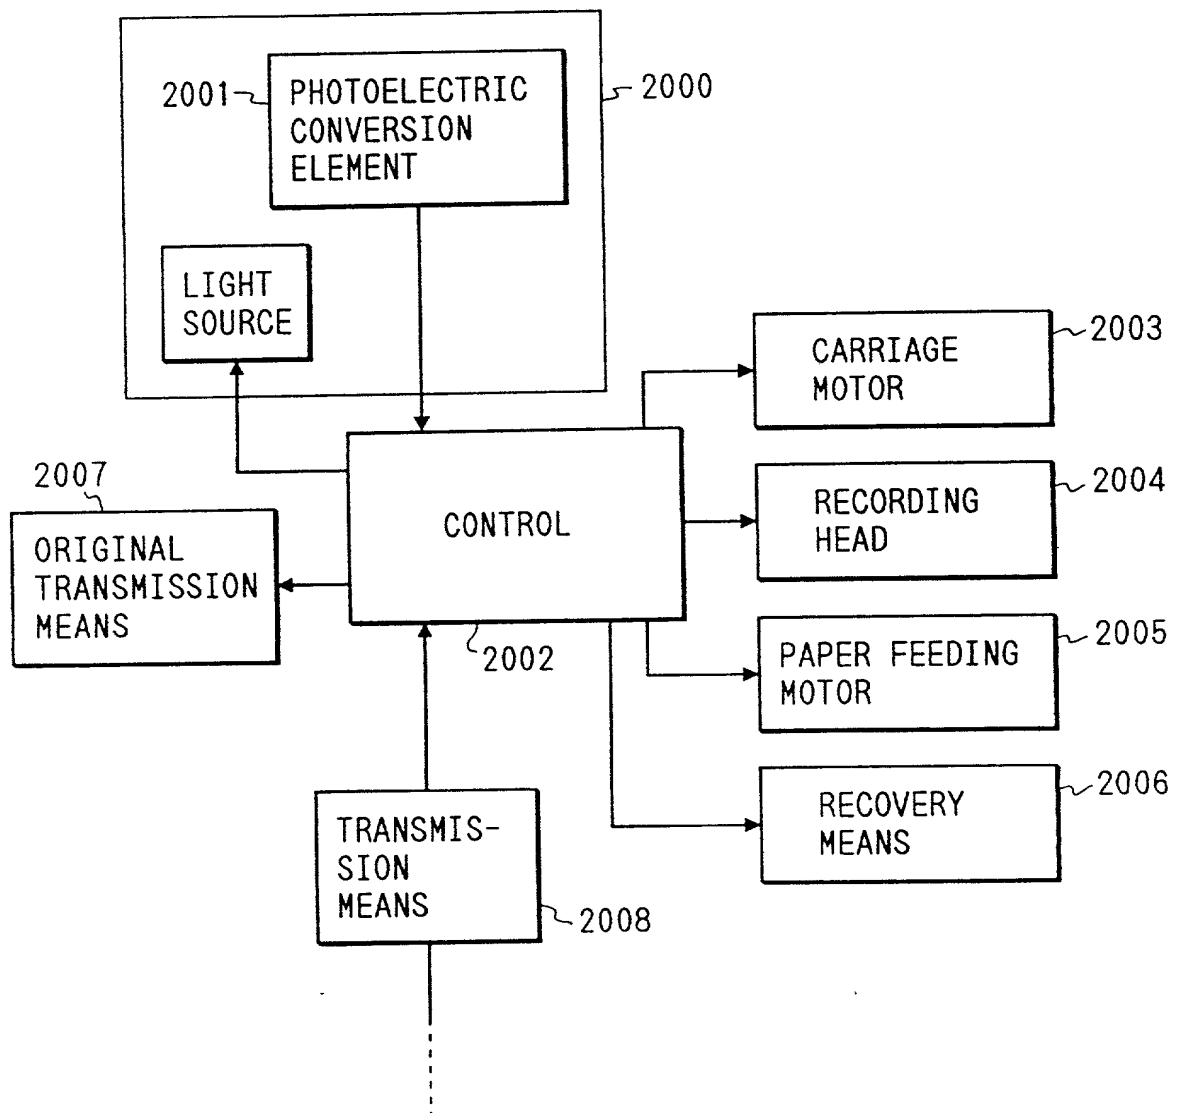 2001
PHOTOELECTRIC
CONVERSION
ELEMENT
2000
LIGHT
SOURCE
2003
CARRIAGE
MOTOR
2007
ORIGINAL
TRANSMISSION
MEANS
CONTROL
2002
2004
RECORDING
HEAD
2005
PAPER FEEDING
MOTOR
2006
RECOVERY
MEANS
TRANSMIS-
SION
MEANS
2008